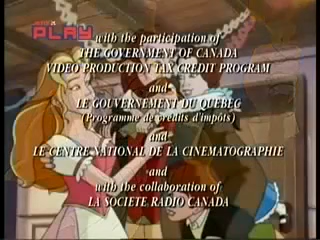 PLAY
with the participation of
THE GOVERNMENT OF CANADA
VIDEO PRODUCTION TAX CREDIT PROGRAM
and
LE GOUVERNEMENT DU QUEBEC
(Programme de crédits d'impôts)
and
LE CENTRE NATIONAL DE LA CINEMATOGRAPHIE
and
with the collaboration of
LA SOCIETE RADIO CANADA